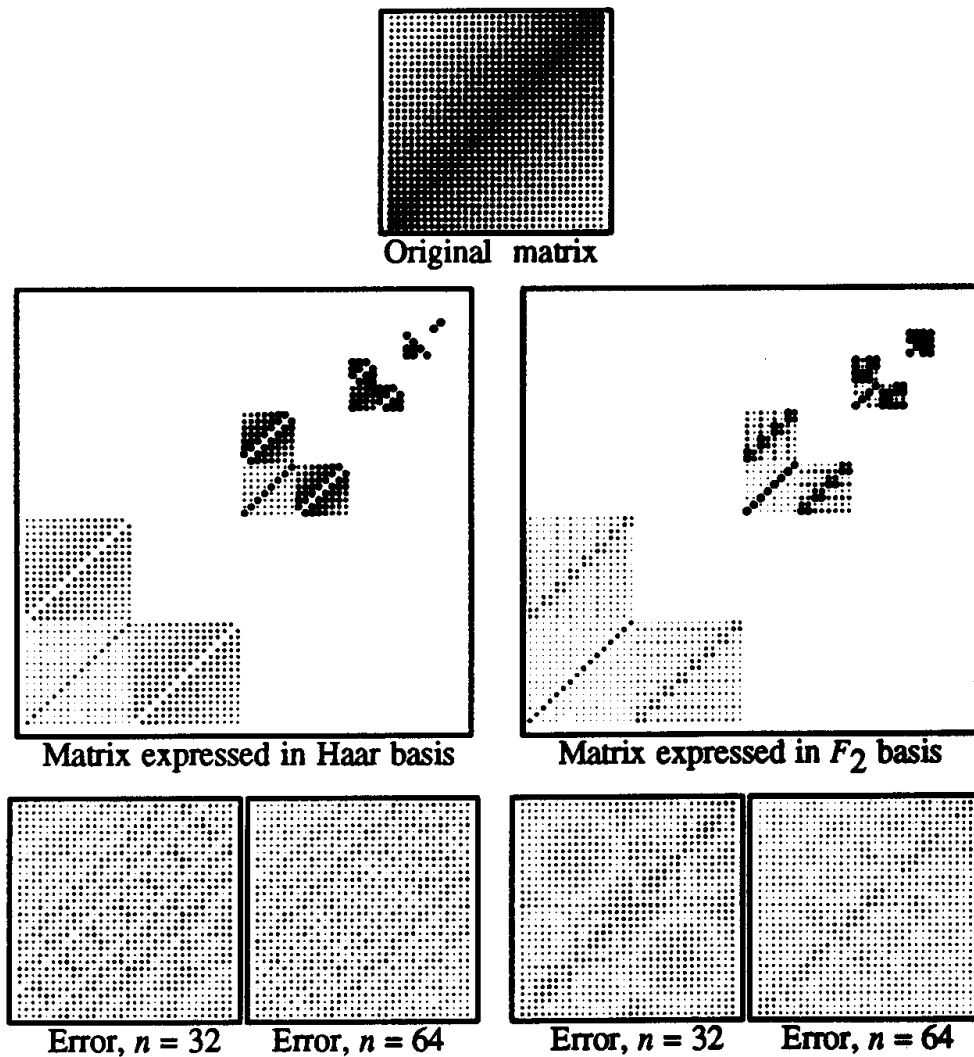 Original matrix
Matrix expressed in Haar basis
Matrix expressed in F2 basis
Error, n = 32
Error, n = 64
Error, n = 32
Error, n = 64